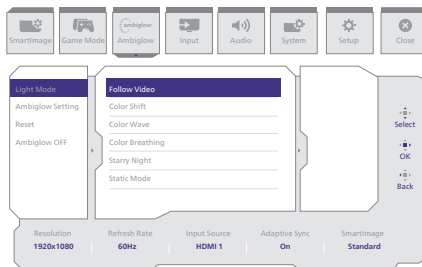 SmartImage
Game Mode
ambiglow
Ambiglow
Input
Audio
System
Setup
Close
Light Mode
Ambiglow Setting
Reset
Ambiglow OFF
Follow Video
Color Shift
Color Wave
Color Breathing
Starry Night
Static Mode
Select
OK
Back
Resolution
1920x1080
Refresh Rate
60Hz
Input Source
HDMI 1
Adaptive Sync
On
SmartImage
Standard